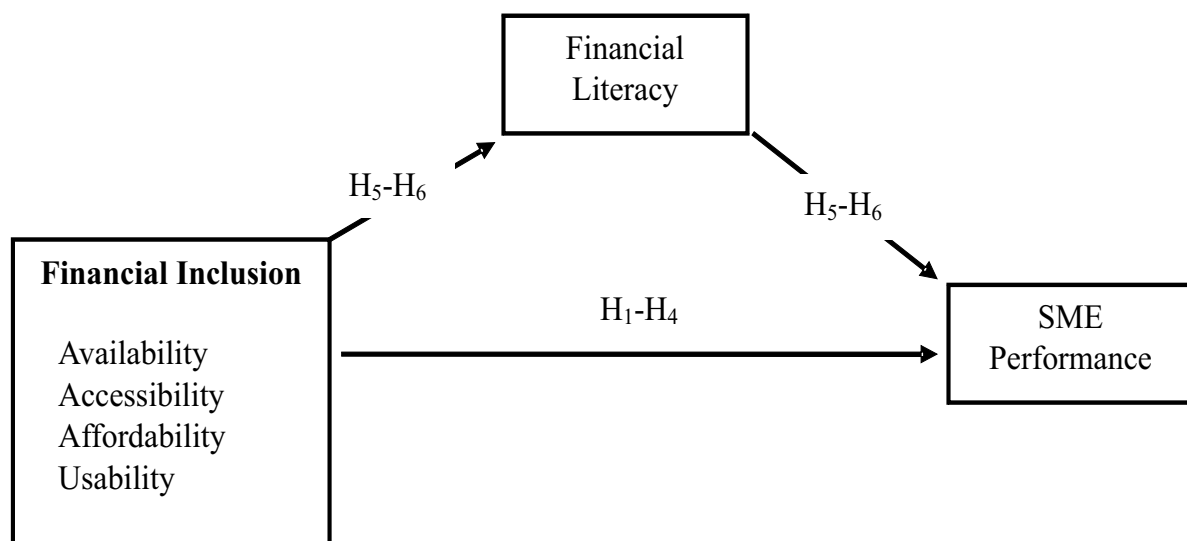 Financial
Literacy
H₅-H₆
H₅-H₆
Financial Inclusion
Availability
Accessibility
Affordability
Usability
H₁-H₄
SME
Performance